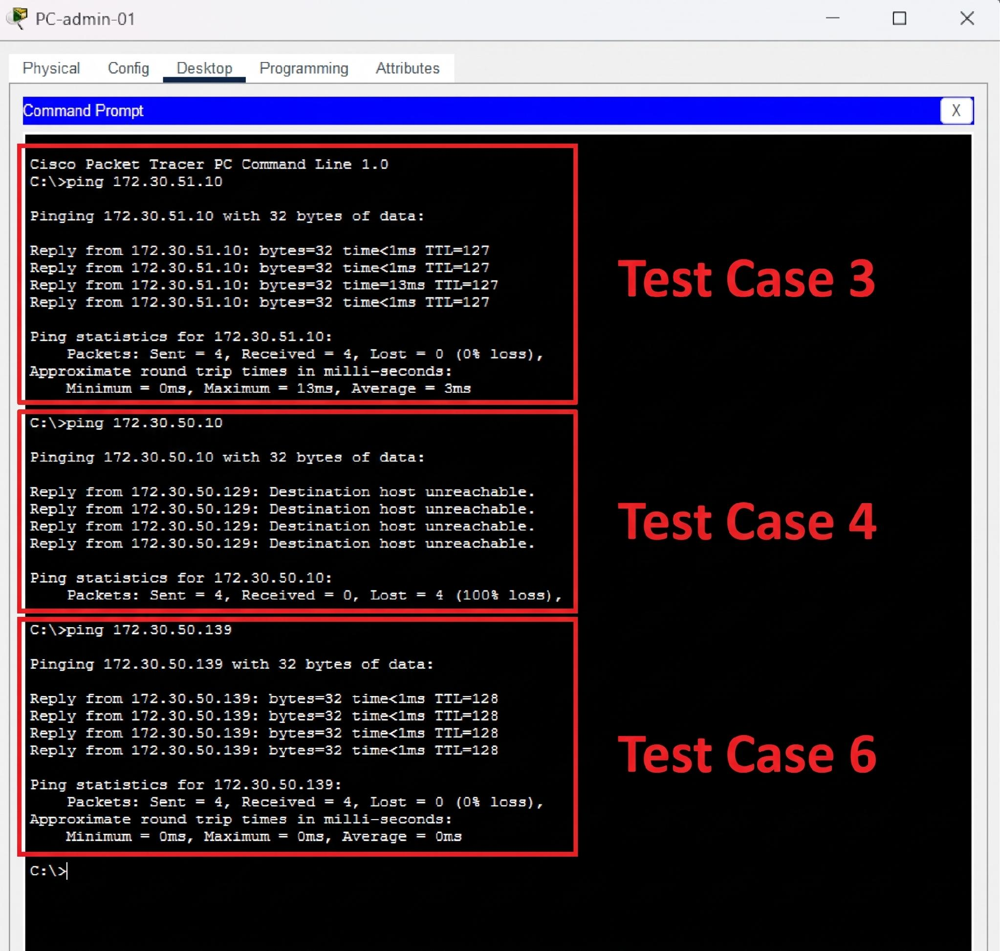 PC-admin-01
Physical Config Desktop Programming Attributes
Command Prompt X
Cisco Packet Tracer PC Command Line 1.0
C:\>ping 172.30.51.10
Pinging 172.30.51.10 with 32 bytes of data:
Reply from 172.30.51.10: bytes=32 time<1ms TTL=127
Reply from 172.30.51.10: bytes=32 time<1ms TTL=127
Reply from 172.30.51.10: bytes=32 time=13ms TTL=127
Reply from 172.30.51.10: bytes=32 time<1ms TTL=127
Ping statistics for 172.30.51.10:
Packets: Sent = 4, Received = 4, Lost = 0 (0% loss),
Approximate round trip times in milli-seconds:
Minimum = 0ms, Maximum = 13ms, Average = 3ms
Test Case 3
C:\>ping 172.30.50.10
Pinging 172.30.50.10 with 32 bytes of data:
Reply from 172.30.50.129: Destination host unreachable.
Reply from 172.30.50.129: Destination host unreachable.
Reply from 172.30.50.129: Destination host unreachable.
Reply from 172.30.50.129: Destination host unreachable.
Ping statistics for 172.30.50.10:
Packets: Sent = 4, Received = 0, Lost = 4 (100% loss),
Test Case 4
C:\>ping 172.30.50.139
Pinging 172.30.50.139 with 32 bytes of data:
Reply from 172.30.50.139: bytes=32 time<1ms TTL=128
Reply from 172.30.50.139: bytes=32 time<1ms TTL=128
Reply from 172.30.50.139: bytes=32 time<1ms TTL=128
Reply from 172.30.50.139: bytes=32 time<1ms TTL=128
Ping statistics for 172.30.50.139:
Packets: Sent = 4, Received = 4, Lost = 0 (0% loss),
Approximate round trip times in milli-seconds:
Minimum = 0ms, Maximum = 0ms, Average = 0ms
Test Case 6
C:\>